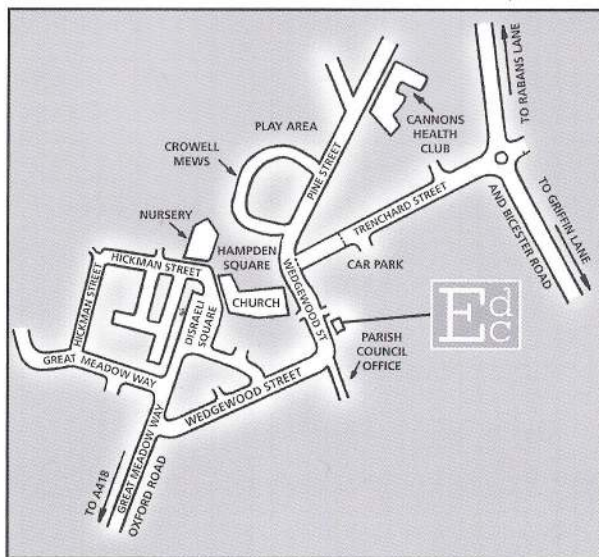 TO RABANS LANE
PLAY AREA
CANNONS
HEALTH
CLUB
CROWELL
MEWS
PINE STREET
TRENCHARD STREET
TO GRIFFIN LANE
AND BICESTER ROAD
NURSERY
HICKMAN STREET
HAMPDEN
SQUARE
CAR PARK
WEDGEWOOD ST
HICKMAN STREET
CHURCH
DISRAELI
SQUARE
Edc
PARISH
COUNCIL
OFFICE
GREAT MEADOW WAY
WEDGEWOOD STREET
GREAT MEADOW WAY
TO A418
OXFORD ROAD